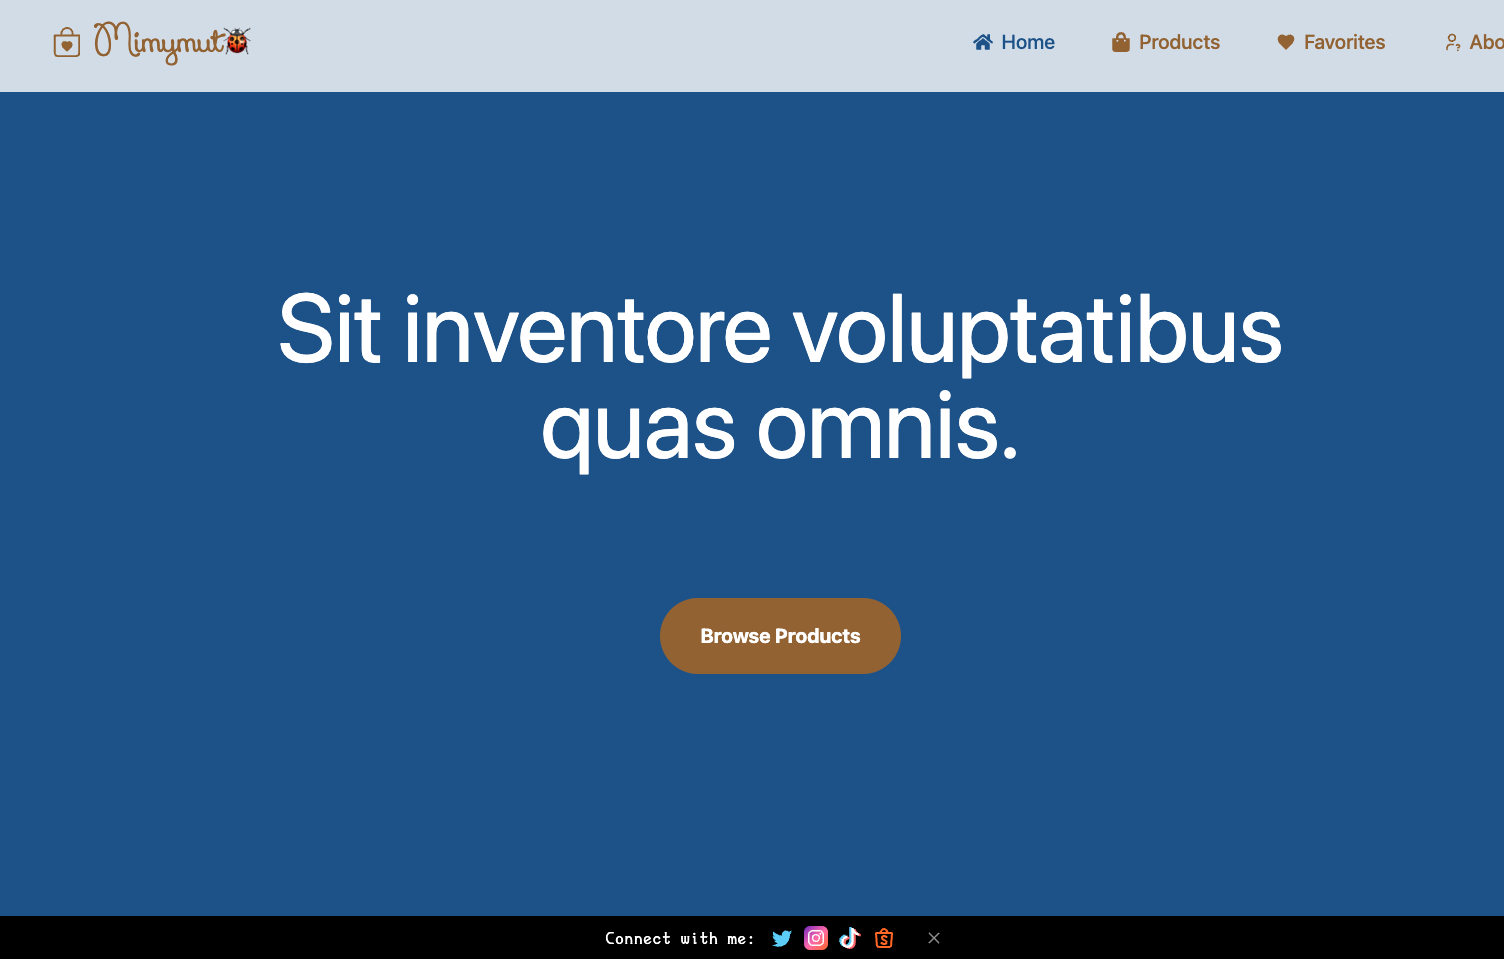 Mimymut🐞
Home
Products
Favorites
Abo
Sit inventore voluptatibus
quas omnis.
Browse Products
Connect with me: